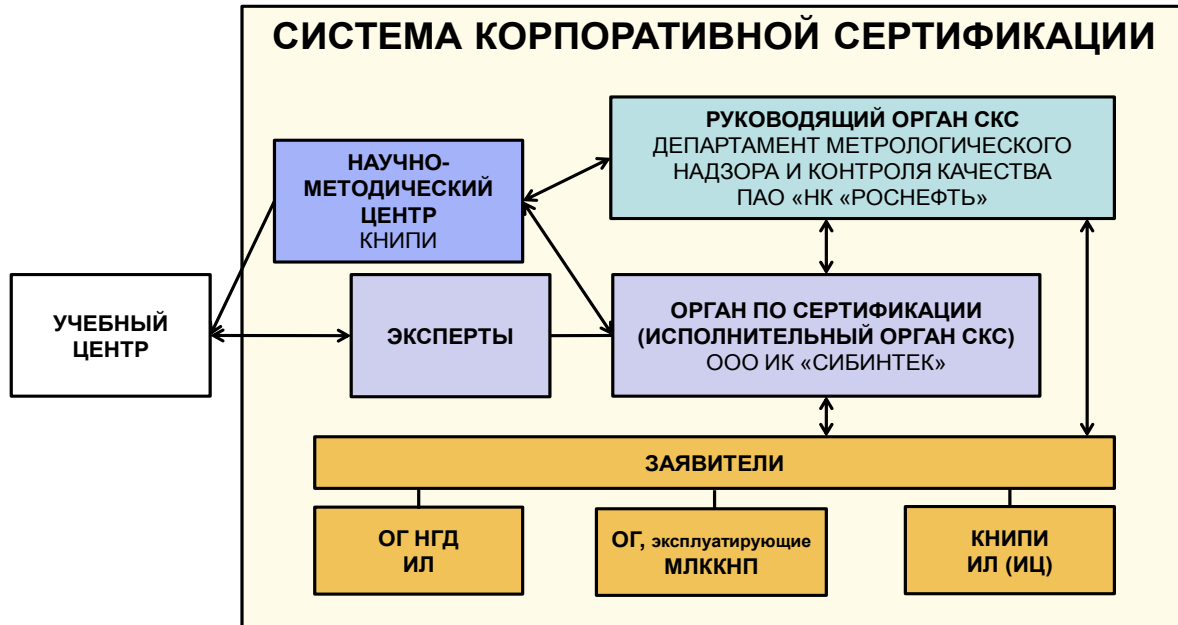 СИСТЕМА КОРПОРАТИВНОЙ СЕРТИФИКАЦИИ
РУКОВОДЯЩИЙ ОРГАН СКС
ДЕПАРТАМЕНТ МЕТРОЛОГИЧЕСКОГО
НАДЗОРА И КОНТРОЛЯ КАЧЕСТВА
ПАО «НК «РОСНЕФТЬ»
НАУЧНО-
МЕТОДИЧЕСКИЙ
ЦЕНТР
КНИПИ
УЧЕБНЫЙ
ЦЕНТР
ЭКСПЕРТЫ
ОРГАН ПО СЕРТИФИКАЦИИ
(ИСПОЛНИТЕЛЬНЫЙ ОРГАН СКС)
ООО ИК «СИБИНТЕК»
ЗАЯВИТЕЛИ
ОГ НГД
ИЛ
ОГ, эксплуатирующие
МЛККНП
КНИПИ
ИЛ (ИЦ)